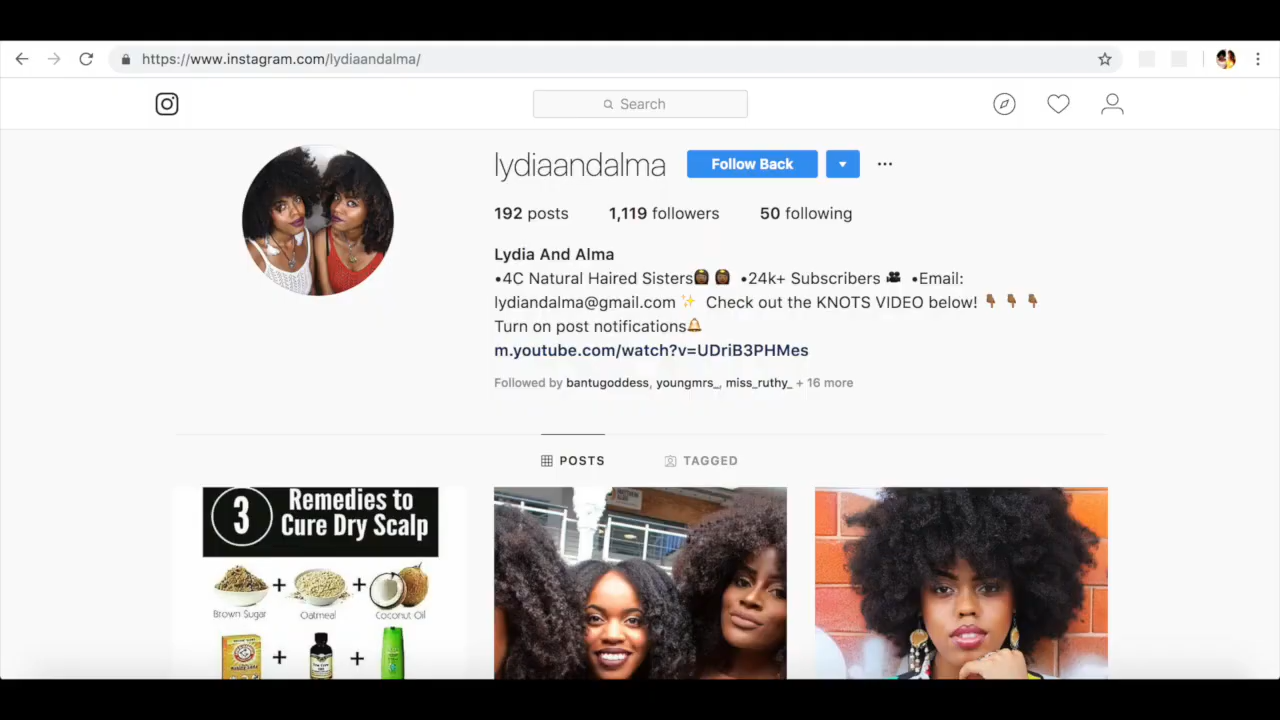 https://www.instagram.com/lydiaandalma/
Search
lydiaandalma Follow Back
192 posts 1,119 followers 50 following
Lydia And Alma
•4C Natural Haired Sisters •24k+ Subscribers •Email:
lydiandalma@gmail.com Check out the KNOTS VIDEO below!
Turn on post notifications
m.youtube.com/watch?v=UDriB3PHMes
Followed by bantugoddess, youngmrs_, miss_ruthy_ + 16 more
POSTS TAGGED
3 Remedies to
Cure Dry Scalp
+ +
Brown Sugar Oatmeal Coconut Oil
+ +